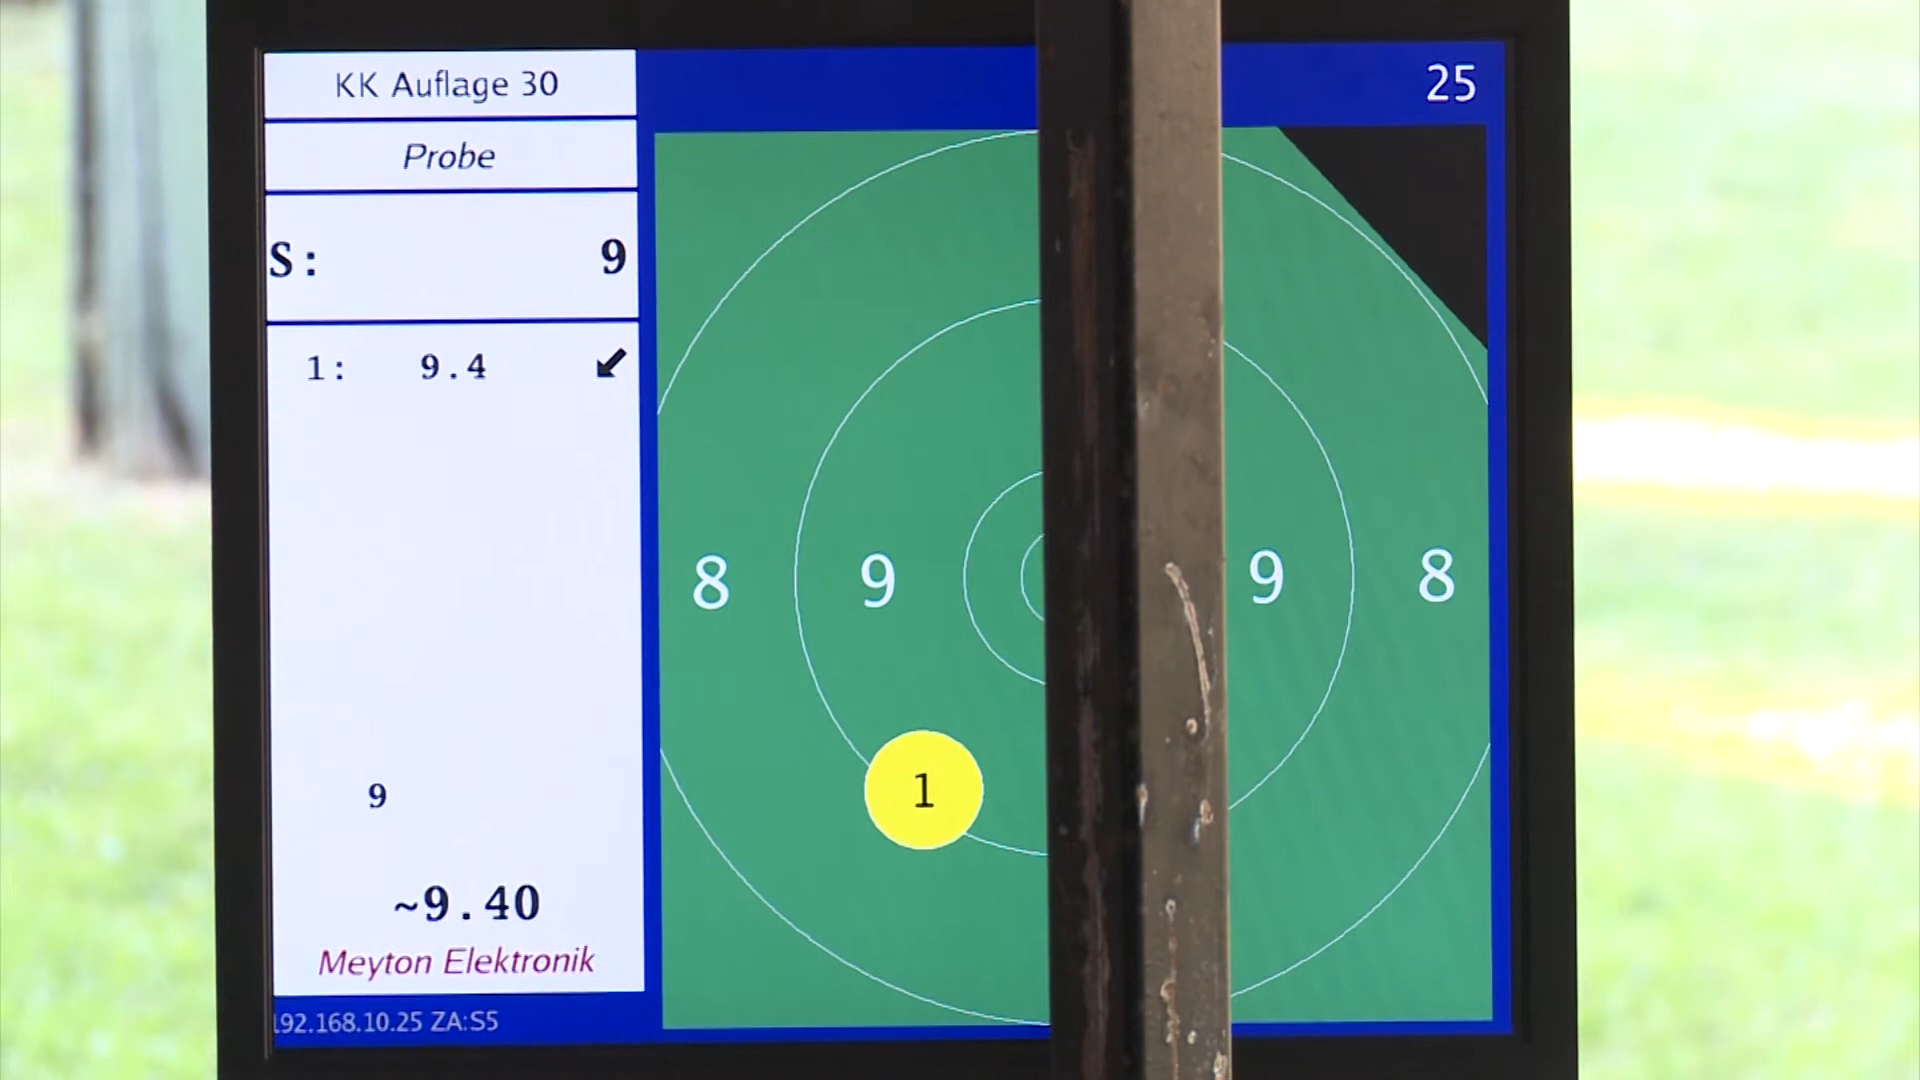 KK Auflage 30
Probe
S: 9
1: 9.4 ↙
9
~9.40
Meyton Elektronik
192.168.10.25 ZA:S5
25
8 9 9 8
1